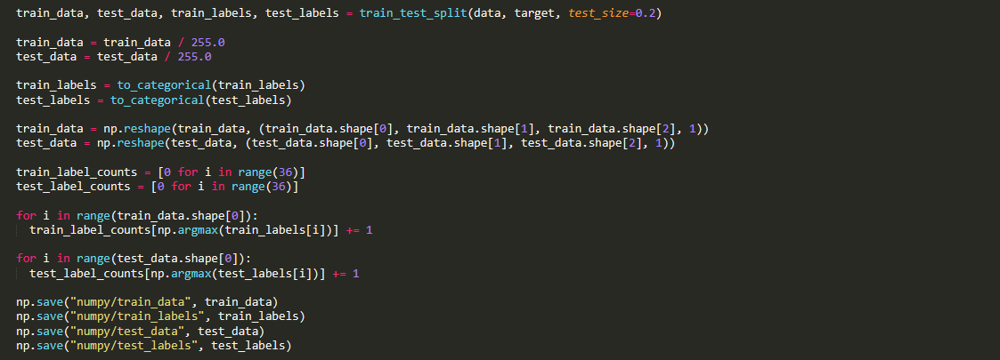 train_data, test_data, train_labels, test_labels = train_test_split(data, target, test_size=0.2)
train_data = train_data / 255.0
test_data = test_data / 255.0
train_labels = to_categorical(train_labels)
test_labels = to_categorical(test_labels)
train_data = np.reshape(train_data, (train_data.shape[0], train_data.shape[1], train_data.shape[2], 1))
test_data = np.reshape(test_data, (test_data.shape[0], test_data.shape[1], test_data.shape[2], 1))
train_label_counts = [0 for i in range(36)]
test_label_counts = [0 for i in range(36)]
for i in range(train_data.shape[0]):
  train_label_counts[np.argmax(train_labels[i])] += 1
for i in range(test_data.shape[0]):
  test_label_counts[np.argmax(test_labels[i])] += 1
np.save("numpy/train_data", train_data)
np.save("numpy/train_labels", train_labels)
np.save("numpy/test_data", test_data)
np.save("numpy/test_labels", test_labels)